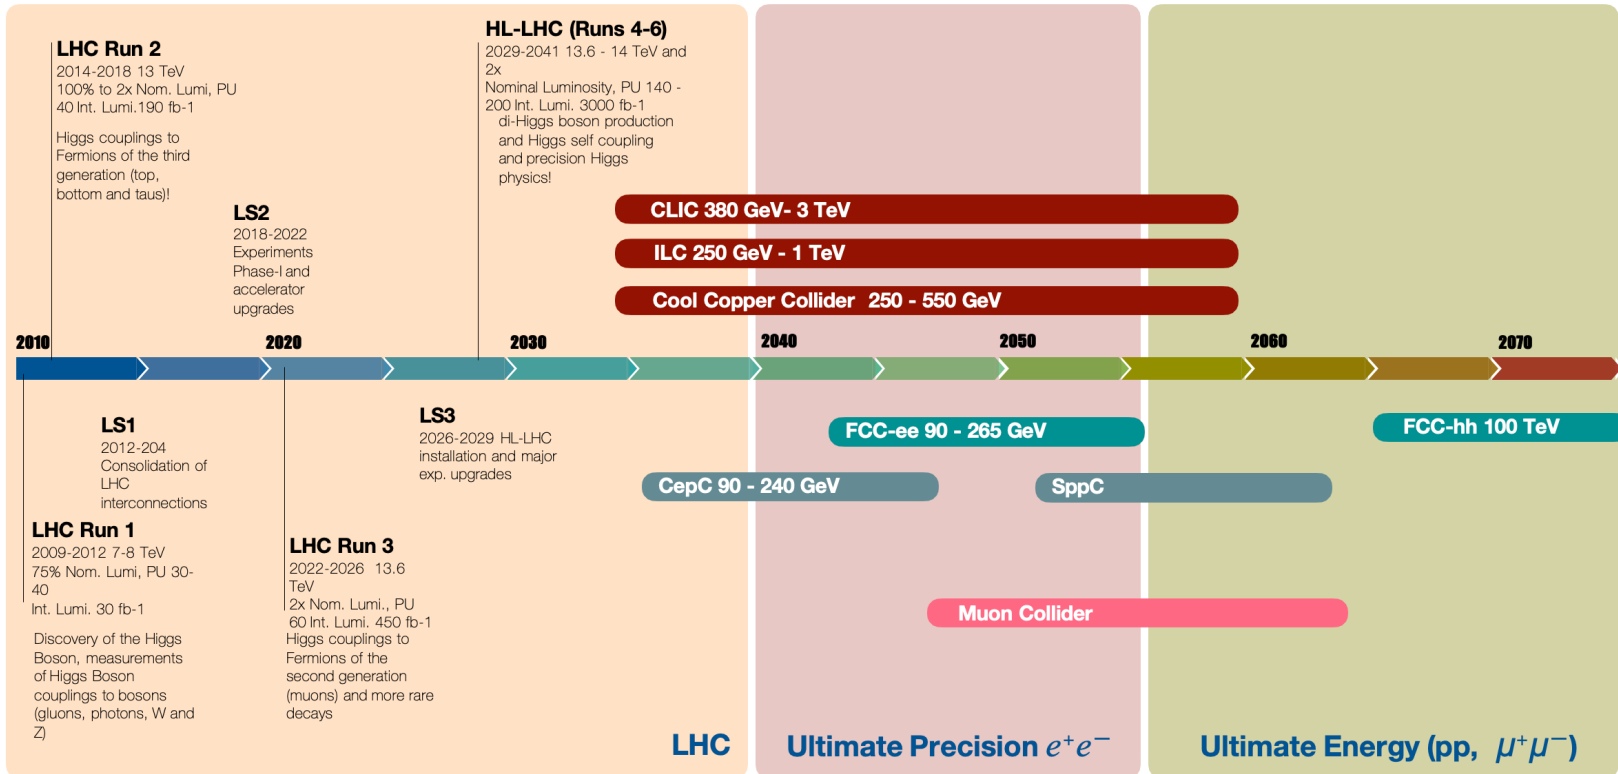 LHC Run 2
2014-2018 13 TeV
100% to 2x Nom. Lumi, PU
40 Int. Lumi.190 fb-1
Higgs couplings to
Fermions of the third
generation (top,
bottom and taus)!
HL-LHC (Runs 4-6)
2029-2041 13.6 - 14 TeV and
2x
Nominal Luminosity, PU 140 -
200 Int. Lumi. 3000 fb-1
di-Higgs boson production
and Higgs self coupling
and precision Higgs
physics!
LS2
2018-2022
Experiments
Phase-I and
accelerator
upgrades
CLIC 380 GeV- 3 TeV
ILC 250 GeV - 1 TeV
Cool Copper Collider 250 - 550 GeV
2010 2020 2030 2040 2050 2060 2070
LS1
2012-204
Consolidation of
LHC
interconnections
LS3
2026-2029 HL-LHC
installation and major
exp. upgrades
FCC-ee 90 - 265 GeV
FCC-hh 100 TeV
CepC 90 - 240 GeV
SppC
LHC Run 1
2009-2012 7-8 TeV
75% Nom. Lumi, PU 30-
40
Int. Lumi. 30 fb-1
Discovery of the Higgs
Boson, measurements
of Higgs Boson
couplings to bosons
(gluons, photons, W and
Z)
LHC Run 3
2022-2026 13.6
TeV
2x Nom. Lumi., PU
60 Int. Lumi. 450 fb-1
Higgs couplings to
Fermions of the
second generation
(muons) and more rare
decays
Muon Collider
LHC
Ultimate Precision e⁺e⁻
Ultimate Energy (pp, μ⁺μ⁻)